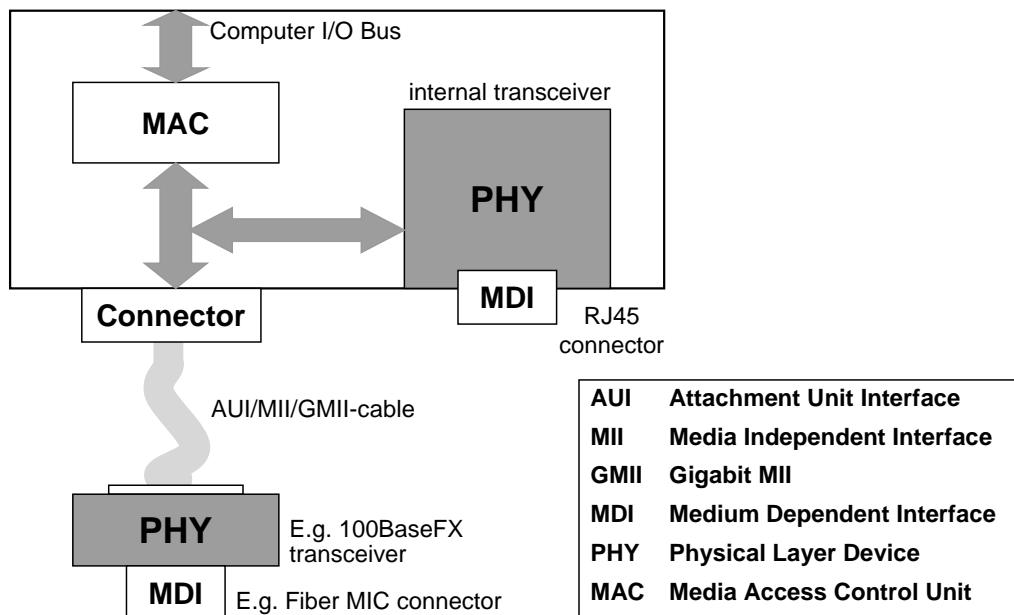 Computer I/O Bus
MAC
internal transceiver
PHY
MDI
RJ45
connector
Connector
AUI/MII/GMII-cable
PHY
E.g. 100BaseFX
transceiver
MDI
E.g. Fiber MIC connector
AUI Attachment Unit Interface
MII Media Independent Interface
GMII Gigabit MII
MDI Medium Dependent Interface
PHY Physical Layer Device
MAC Media Access Control Unit